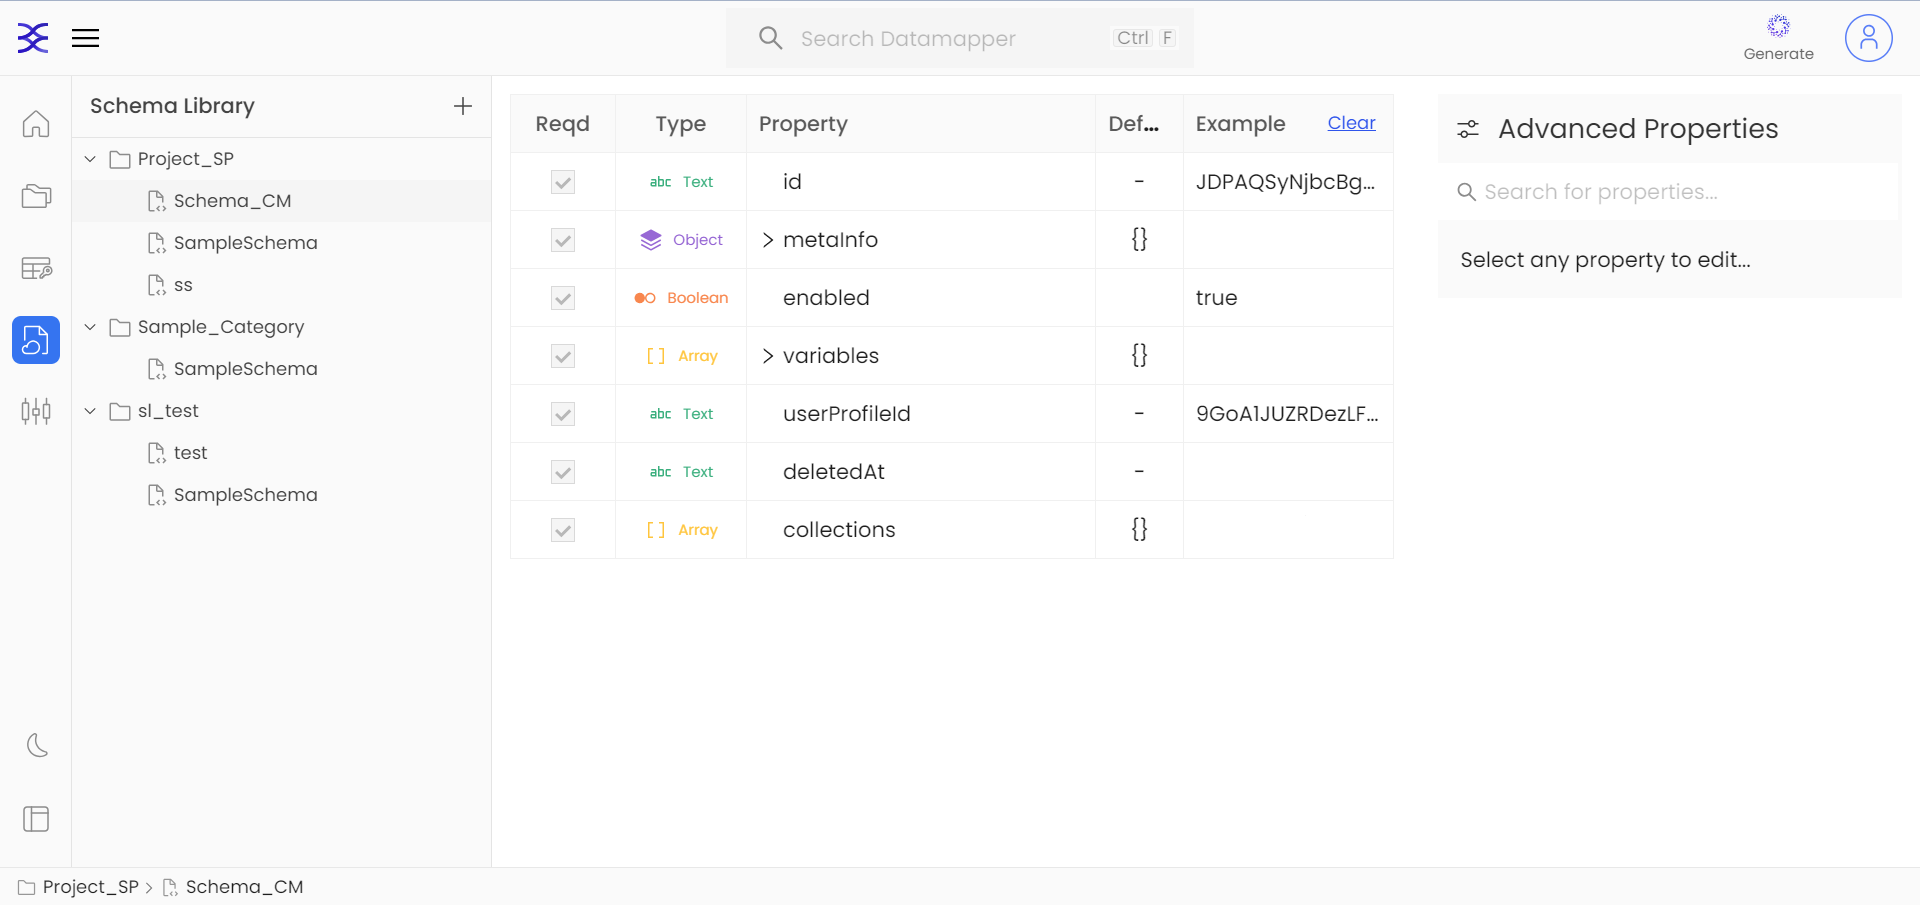 Search Datamapper Ctrl F
Generate
Schema Library
Project_SP
Schema_CM
SampleSchema
ss
Sample_Category
SampleSchema
sl_test
test
SampleSchema
Reqd Type Property Def... Example Clear
abc Text id - JDPAQSyNjbcBg...
Object metaInfo {}
Boolean enabled true
[ ] Array variables {}
abc Text userProfileId - 9GoA1JUZRDezLF...
abc Text deletedAt -
[ ] Array collections {}
Advanced Properties
Search for properties...
Select any property to edit...
Project_SP > Schema_CM